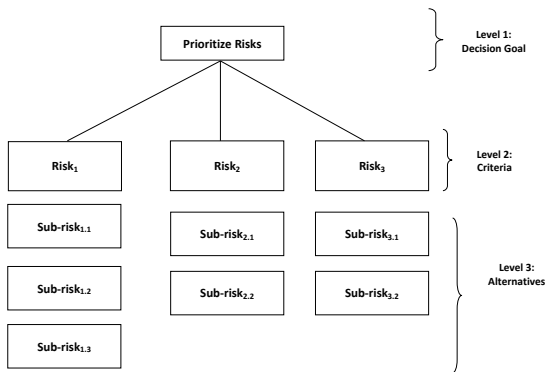 Prioritize Risks
Level 1:
Decision Goal
Risk₁
Risk₂
Risk₃
Level 2:
Criteria
Sub-risk₁.₁
Sub-risk₂.₁
Sub-risk₃.₁
Sub-risk₁.₂
Sub-risk₂.₂
Sub-risk₃.₂
Level 3:
Alternatives
Sub-risk₁.₃